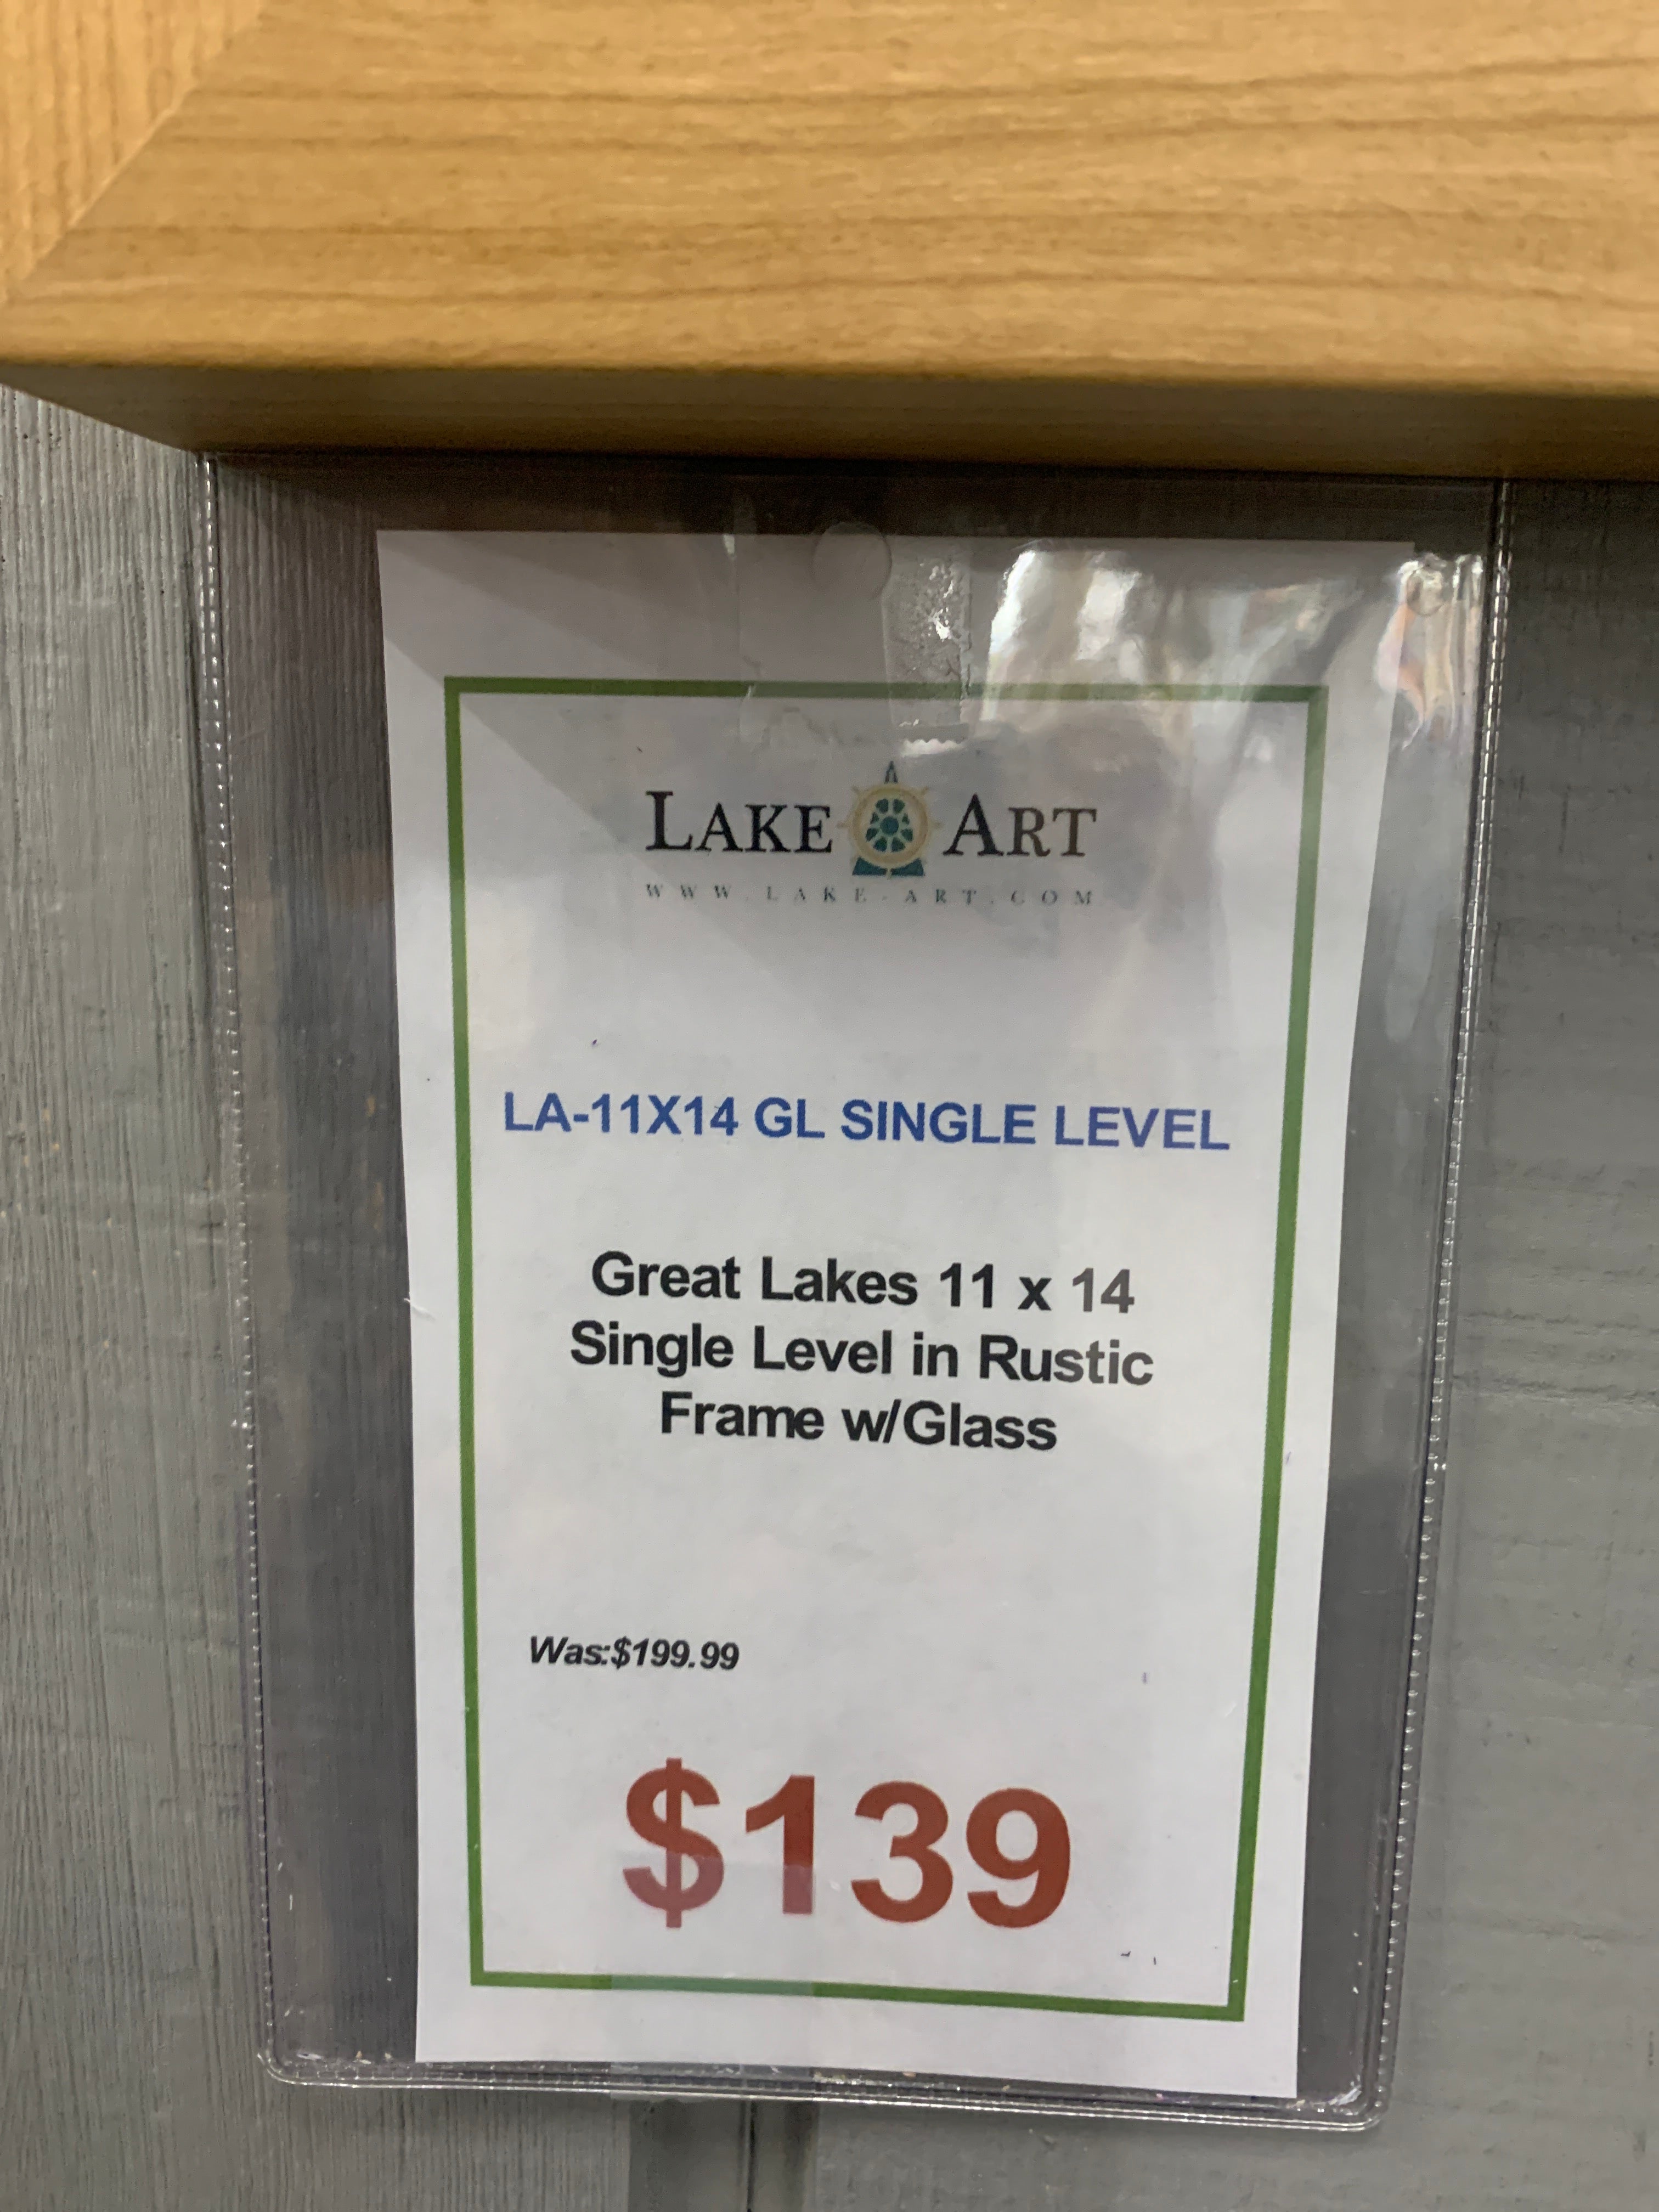 LAKE ART
WWW.LAKE-ART.COM
LA-11X14 GL SINGLE LEVEL
Great Lakes 11 x 14
Single Level in Rustic
Frame w/Glass
Was:$199.99
$139